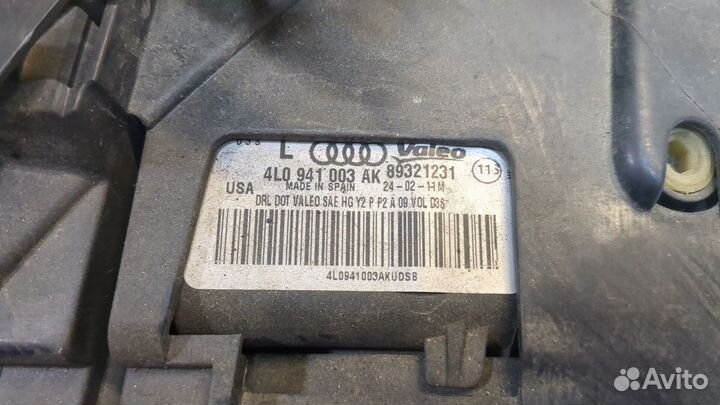 L Valeo
4L0 941 003 AK 89321231
USA MADE IN SPAIN 24-02-11 M
DRL DOT VALEO SAE HG Y2 P P2 A 09 VOL D3S
4L0941003AKUDSB
Avito